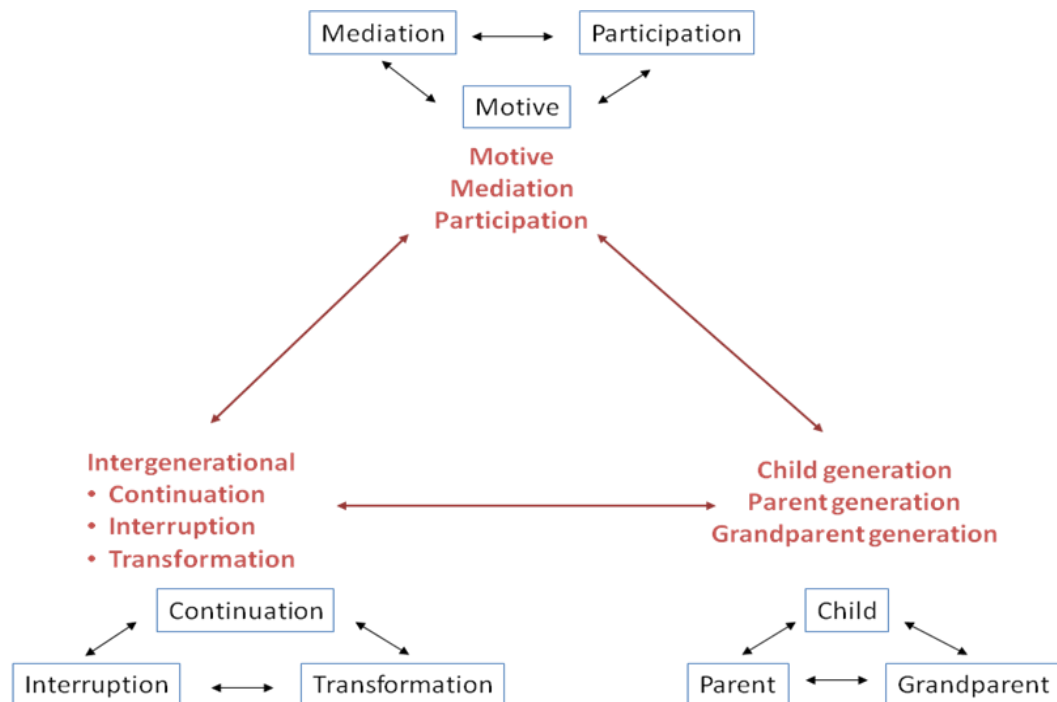 Mediation
Participation
Motive
Motive
Mediation
Participation
Intergenerational
• Continuation
• Interruption
• Transformation
Child generation
Parent generation
Grandparent generation
Continuation
Interruption
Transformation
Child
Parent
Grandparent